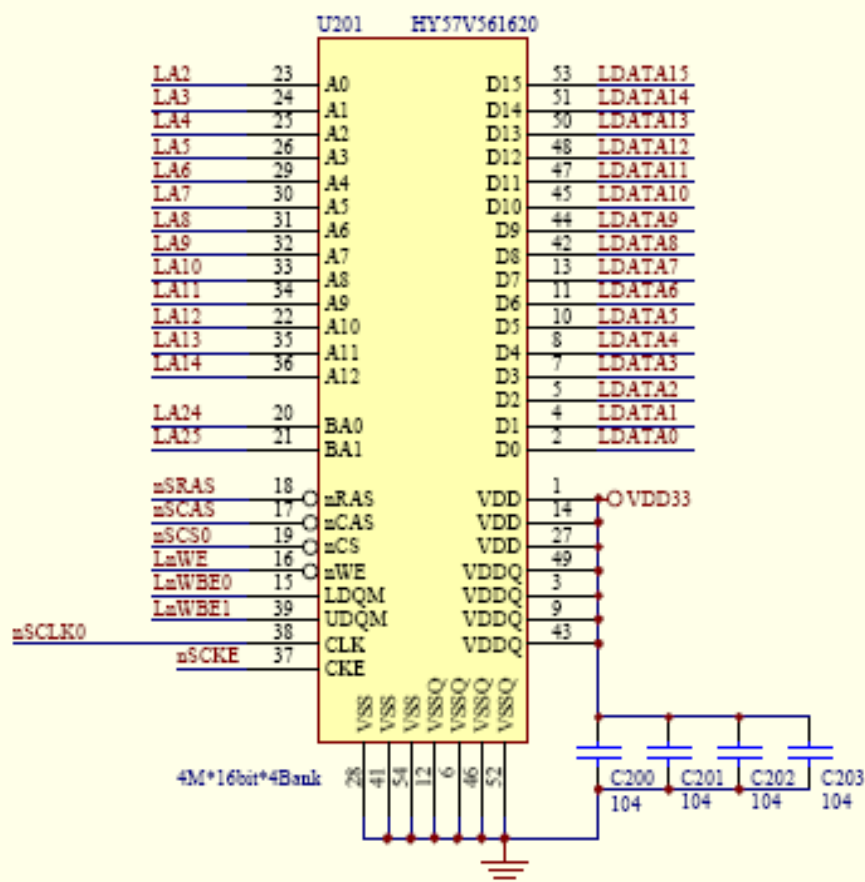 U201 HY57V561620
LA2 23 A0 D15 53 LDATA15
LA3 24 A1 D14 51 LDATA14
LA4 25 A2 D13 50 LDATA13
LA5 26 A3 D12 48 LDATA12
LA6 29 A4 D11 47 LDATA11
LA7 30 A5 D10 45 LDATA10
LA8 31 A6 D9 44 LDATA9
LA9 32 A7 D8 42 LDATA8
LA10 33 A8 D7 13 LDATA7
LA11 34 A9 D6 11 LDATA6
LA12 22 A10 D5 10 LDATA5
LA13 35 A11 D4 8 LDATA4
LA14 36 A12 D3 7 LDATA3
D2 5 LDATA2
LA24 20 BA0 D1 4 LDATA1
LA25 21 BA1 D0 2 LDATA0
nSRAS 18 nRAS VDD 1 VDD33
nSCAS 17 nCAS VDD 14
nSCS0 19 nCS VDD 27
LnWE 16 nWE VDDQ 49
LnWBE0 15 LDQM VDDQ 3
LnWBE1 39 UDQM VDDQ 9
nSCLK0 38 CLK VDDQ 43
nSCKE 37 CKE
VSS VSS VSS VSSQ VSSQ VSSQ VSSQ
4M*16bit*4Bank 28 41 54 12 6 46 52
C200 C201 C202 C203
104 104 104 104